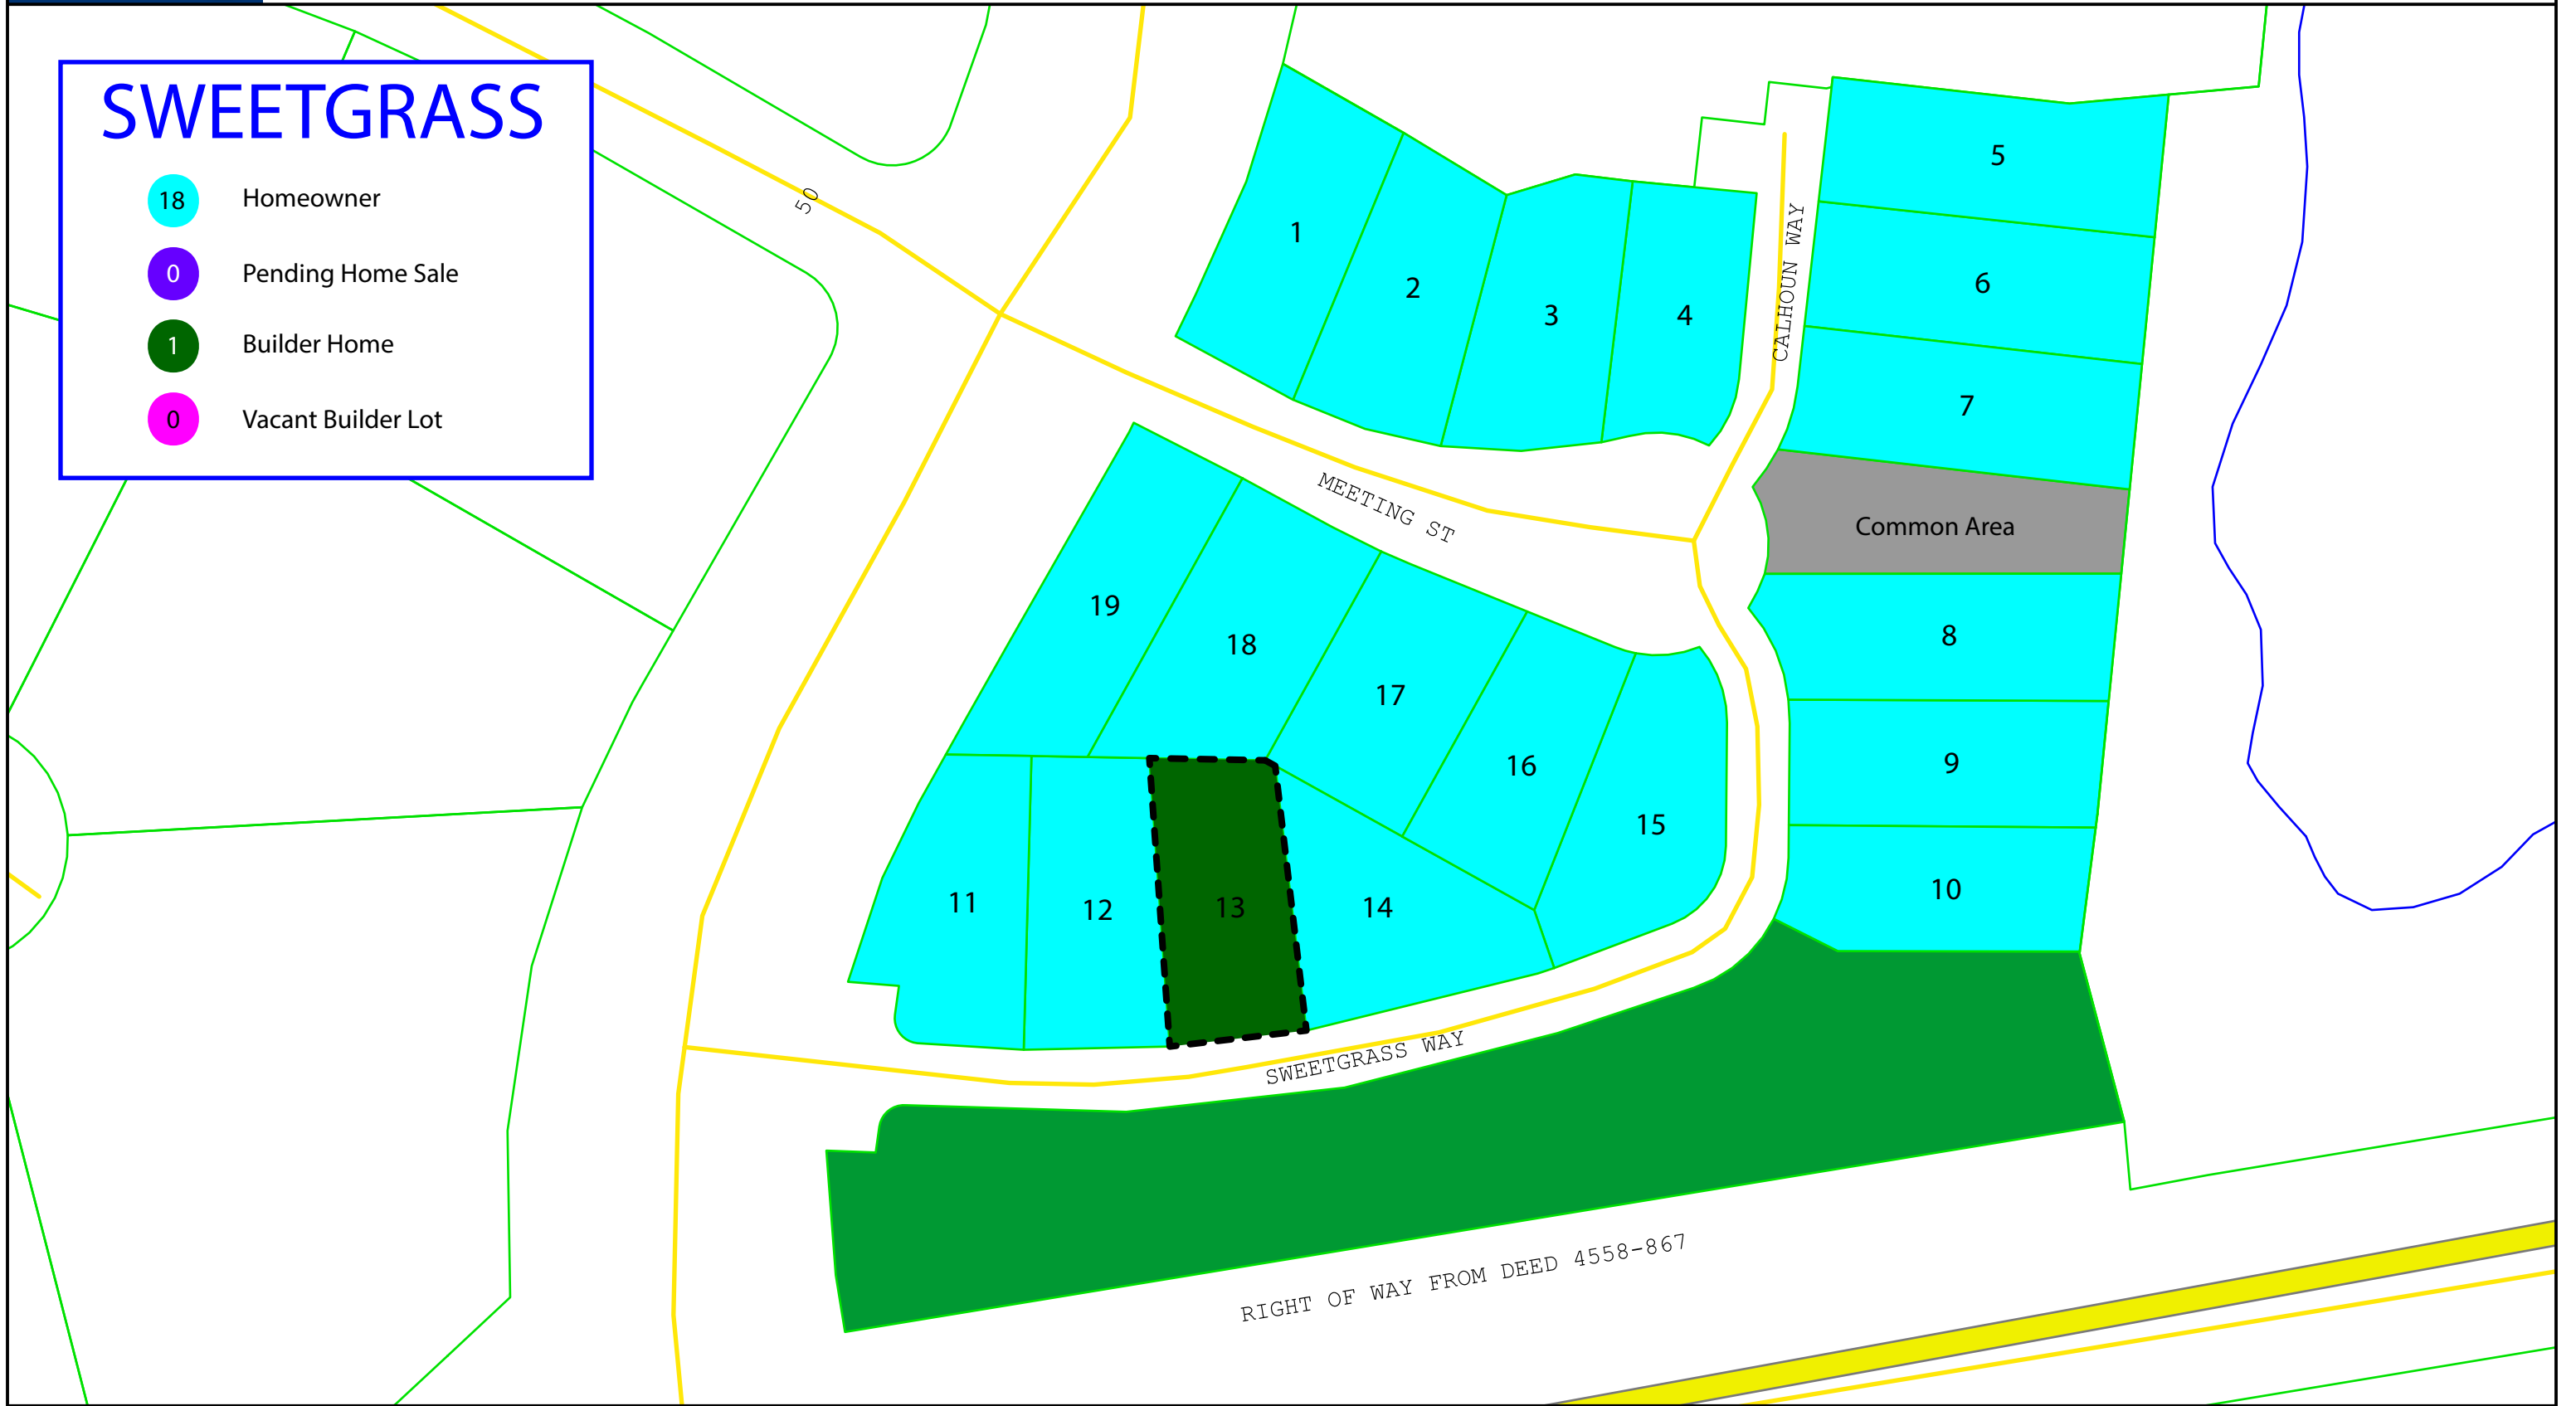 SWEETGRASS
18 Homeowner
0 Pending Home Sale
1 Builder Home
0 Vacant Builder Lot
50
1
2
3
4
CALHOUN WAY
5
6
7
Common Area
MEETING ST
8
9
10
19
18
17
16
15
11
12
13
14
SWEETGRASS WAY
RIGHT OF WAY FROM DEED 4558-867